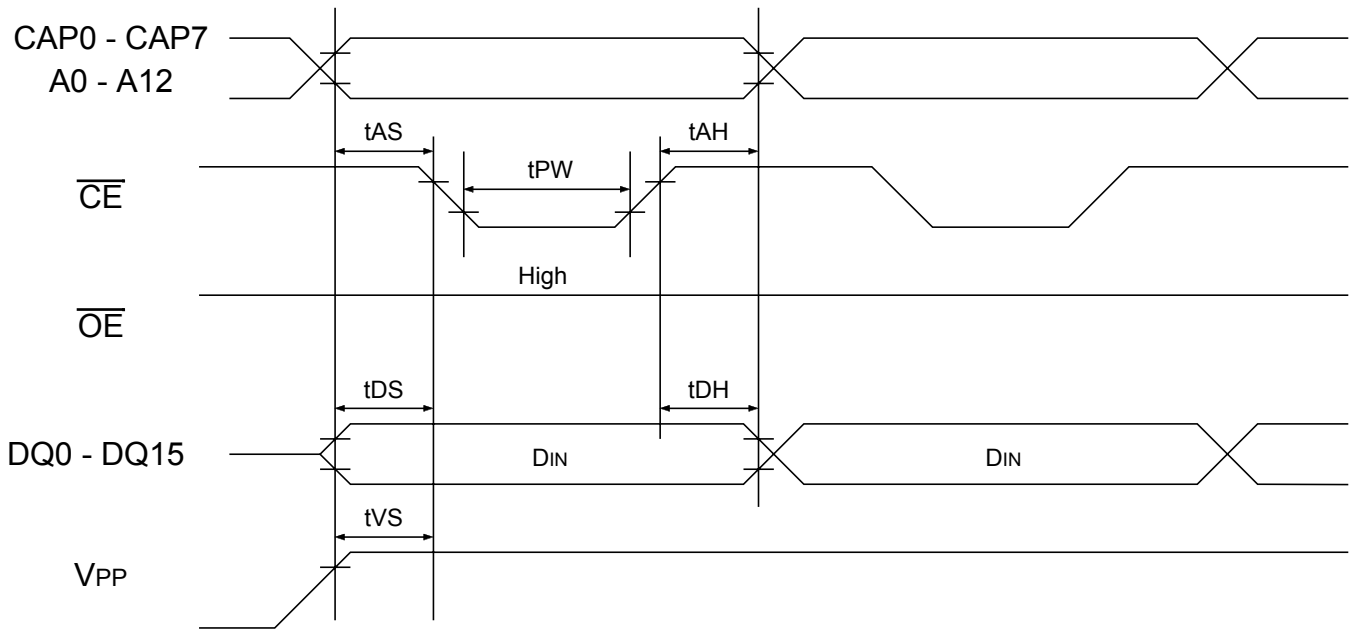 CAP0 - CAP7
A0 - A12
tAS
tAH
tPW
CE
High
OE
tDS
tDH
DQ0 - DQ15
DIN
DIN
tVS
VPP